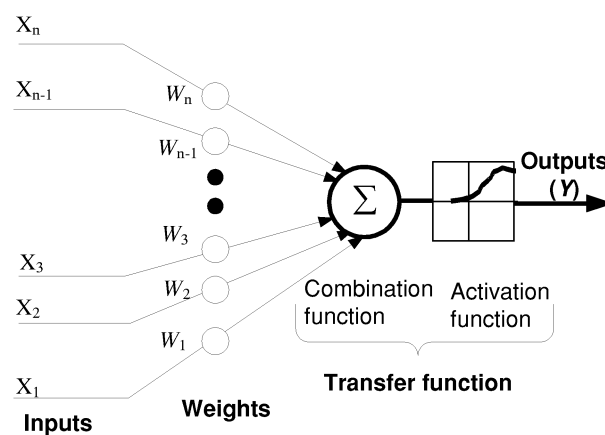 Xn
Wn
Xn-1
Wn-1
Outputs
(Y)
Σ
W3
X3
W2
X2
Combination
function
Activation
function
W1
Transfer function
X1
Weights
Inputs